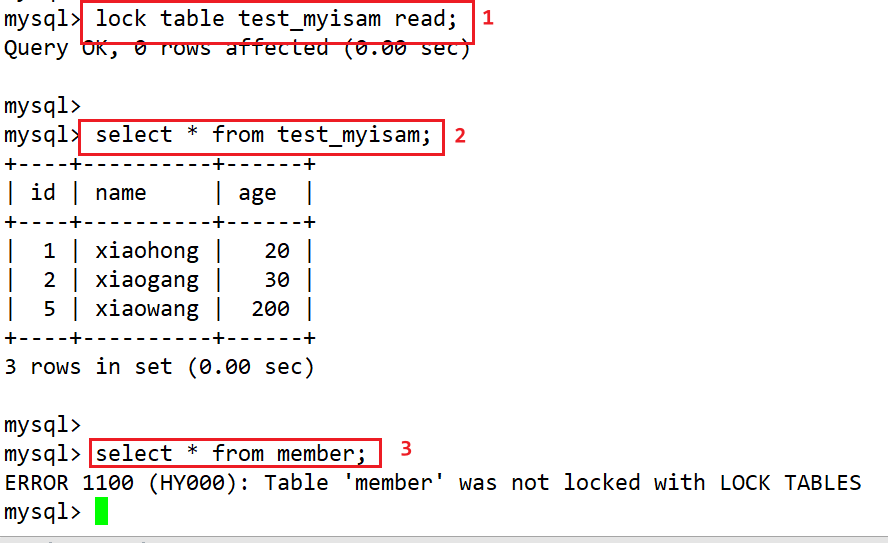 mysql> lock table test_myisam read; 1
Query OK, 0 rows affected (0.00 sec)
mysql>
mysql> select * from test_myisam; 2
+----+----------+------+
| id | name     | age  |
+----+----------+------+
|  1 | xiaohong |   20 |
|  2 | xiaogang |   30 |
|  5 | xiaowang |  200 |
+----+----------+------+
3 rows in set (0.00 sec)
mysql>
mysql> select * from member; 3
ERROR 1100 (HY000): Table 'member' was not locked with LOCK TABLES
mysql>